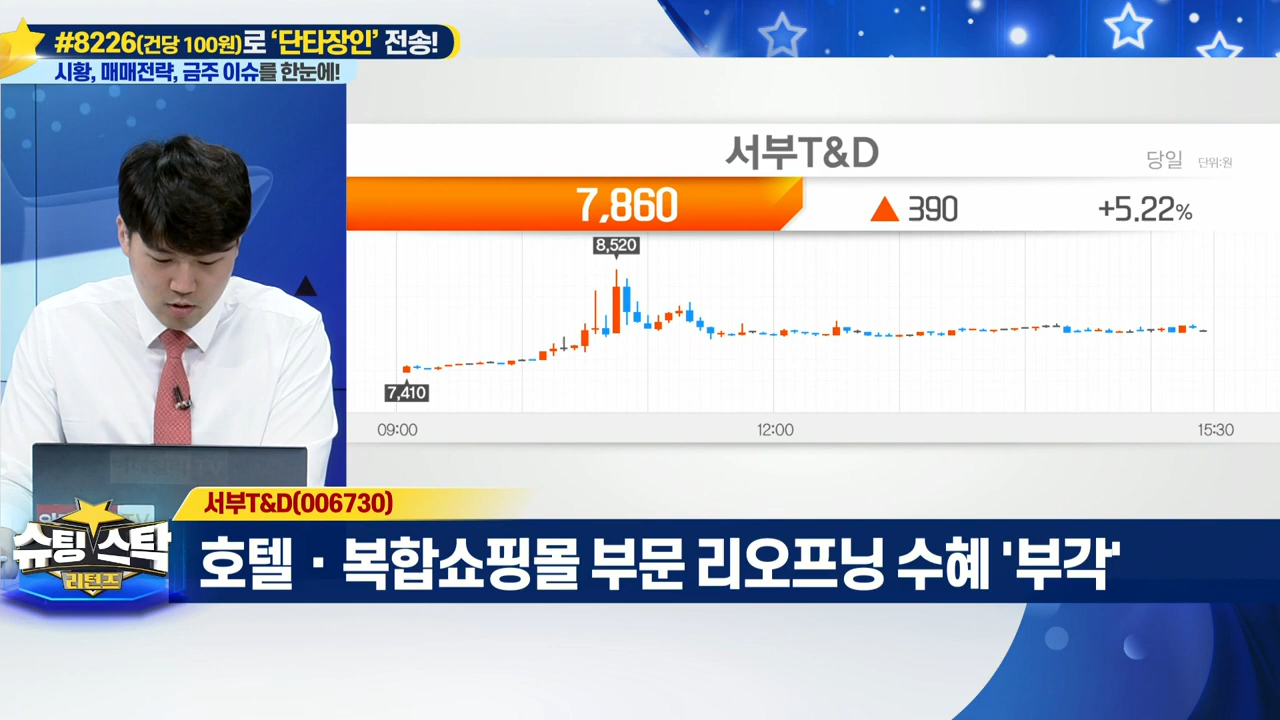 #8226(건당 100원)로 ‘단타장인’ 전송!
시황, 매매전략, 금주 이슈를 한눈에!
서부T&D
당일 단위:원
7,860 ▲ 390 +5.22%
8,520
7,410
09:00 12:00 15:30
서부T&D(006730)
슈팅스탁
리턴즈
호텔·복합쇼핑몰 부문 리오프닝 수혜 '부각'